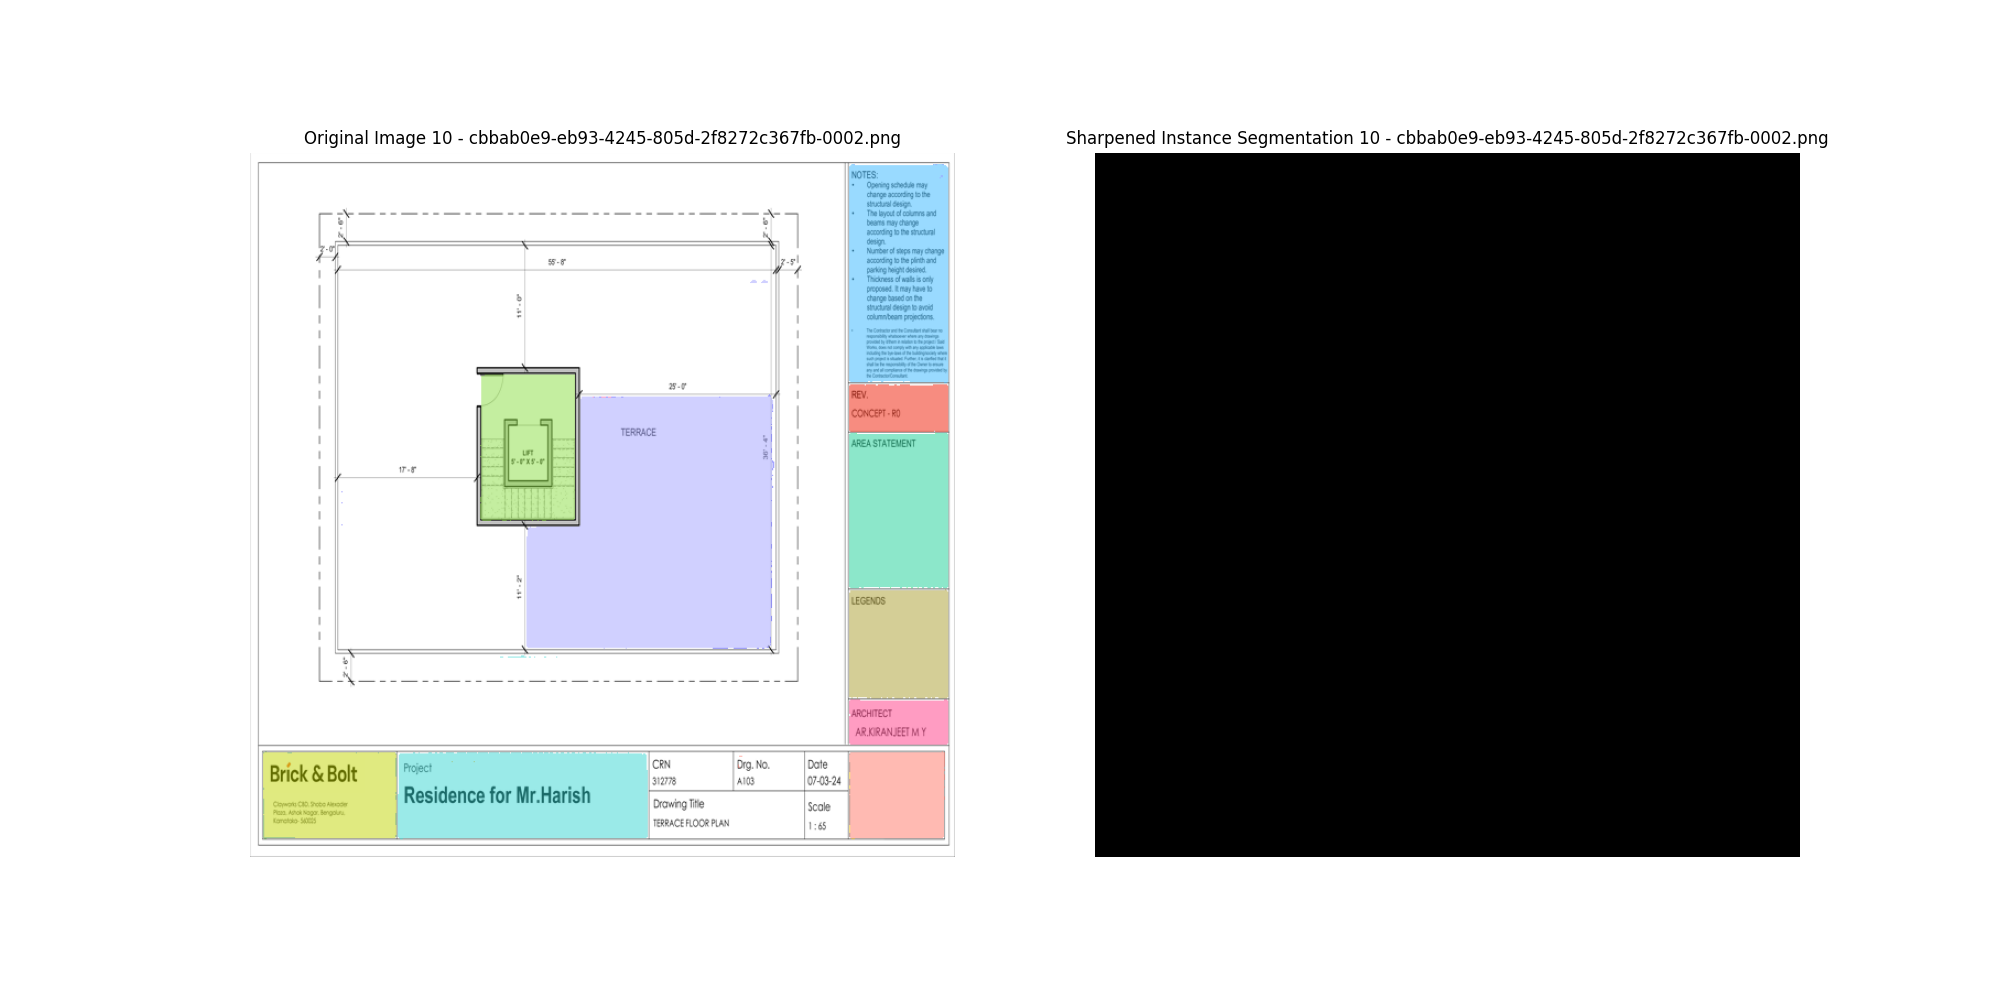 Original Image 10 - cbbab0e9-eb93-4245-805d-2f8272c367fb-0002.png
Sharpened Instance Segmentation 10 - cbbab0e9-eb93-4245-805d-2f8272c367fb-0002.png
55' - 8"
2' - 5"
11' - 0"
25' - 0"
TERRACE
LIFT
5' - 0" X 5' - 0"
17' - 8"
11' - 2"
NOTES:
• Opening schedule may
change according to the
structural design.
• The layout of columns and
beams may change
according to the structural
design.
• Number of steps may change
according to the plinth and
parking height desired.
• Thickness of walls is only
proposed. It may have to
change based on the
structural design to avoid
column/beam projections.
REV.
CONCEPT - R0
AREA STATEMENT
LEGENDS
ARCHITECT
AR.KIRANJEET M Y
Brick & Bolt
Project
Residence for Mr.Harish
CRN
312778
Drg. No.
A103
Date
07-03-24
Drawing Title
TERRACE FLOOR PLAN
Scale
1 : 65